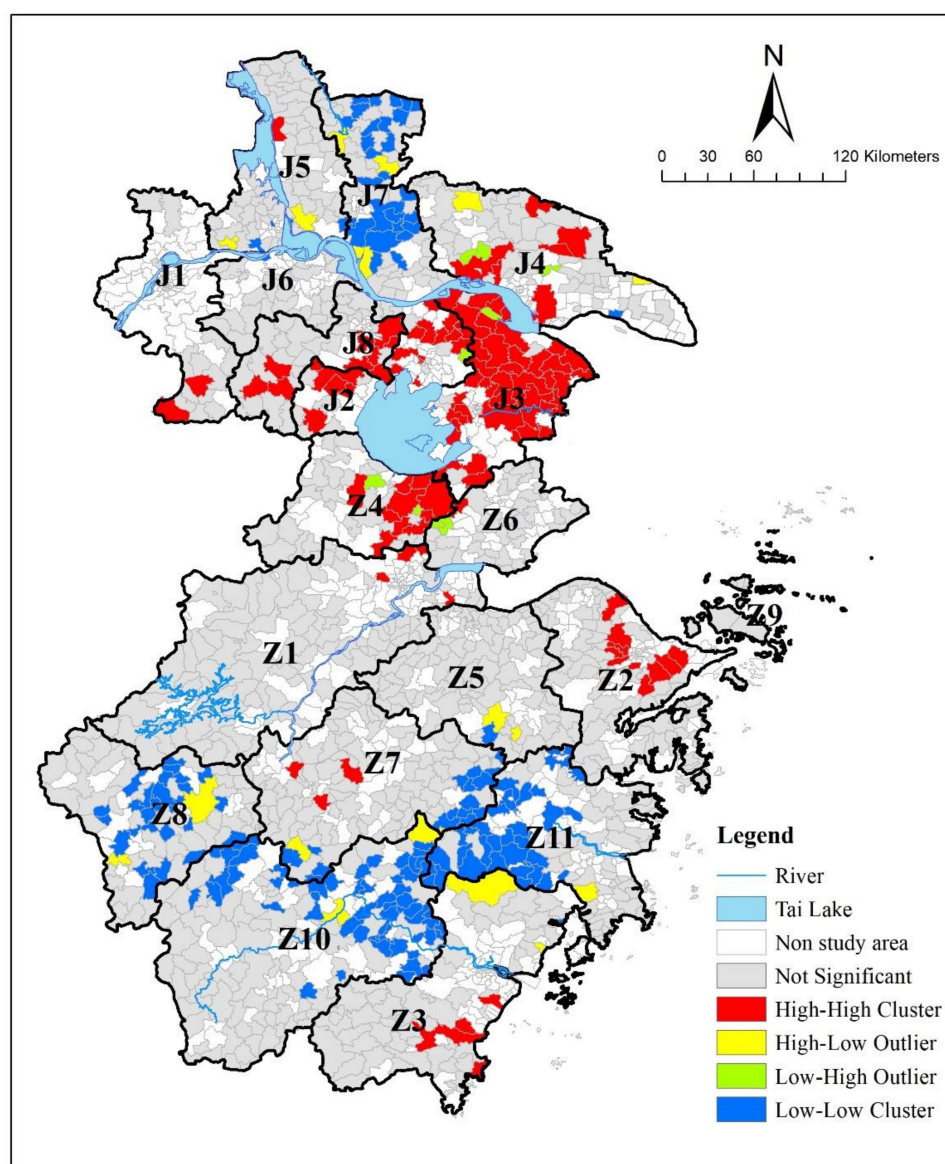 N
0 30 60 120 Kilometers
J5
J7
J1
J6
J4
J8
J2
J3
Z4
Z6
Z9
Z1
Z5
Z2
Z7
Z8
Z11
Z10
Z3
Legend
River
Tai Lake
Non study area
Not Significant
High-High Cluster
High-Low Outlier
Low-High Outlier
Low-Low Cluster